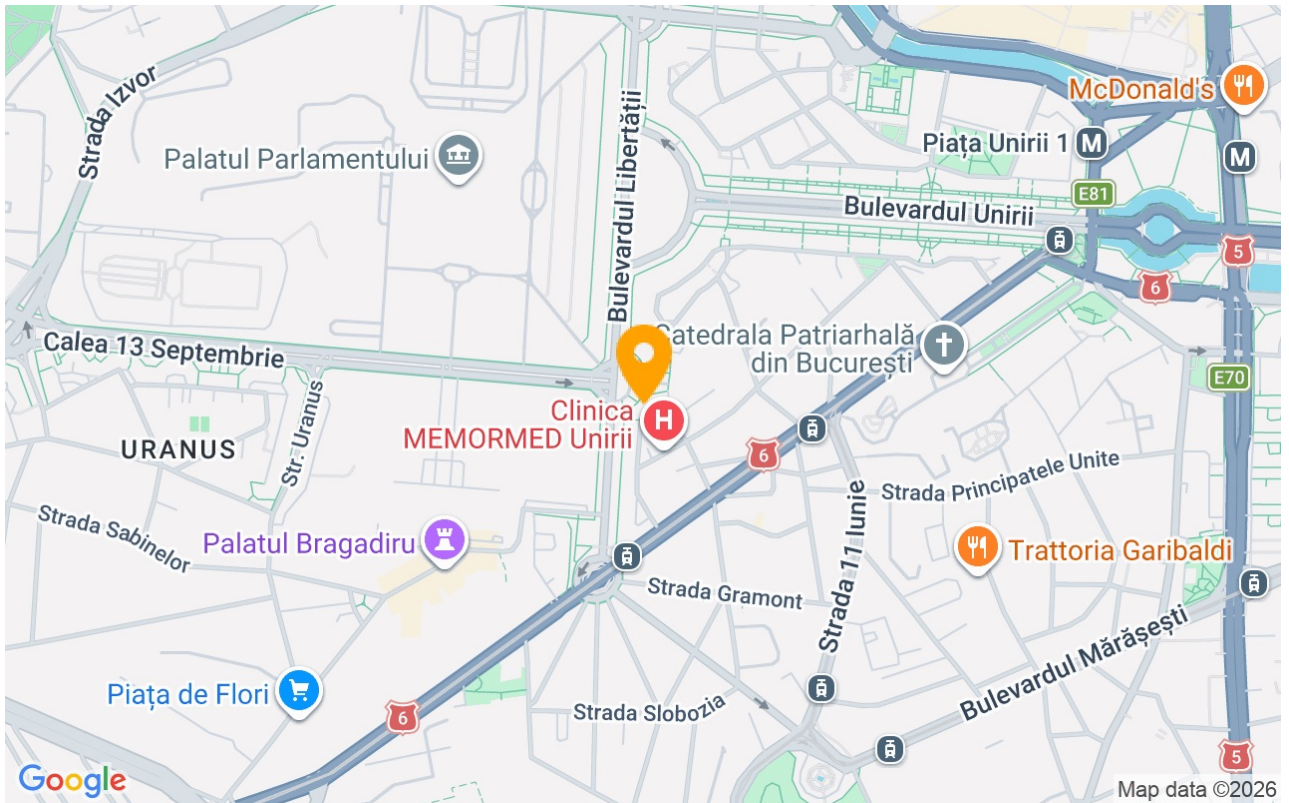 Strada Izvor
Bulevardul Libertății
McDonald's
Palatul Parlamentului
Piața Unirii 1
M
M
E81
Bulevardul Unirii
5
6
Calea 13 Septembrie
Catedrala Patriarhală
din București
E70
Clinica
MEMORMED Unirii
H
URANUS
Str. Uranus
6
Strada Principatele Unite
Strada Sabinelor
Palatul Bragadiru
Strada 11 Iunie
Trattoria Garibaldi
Strada Gramont
Bulevardul Mărășești
Piața de Flori
6
Strada Slobozia
5
Google
Map data ©2026